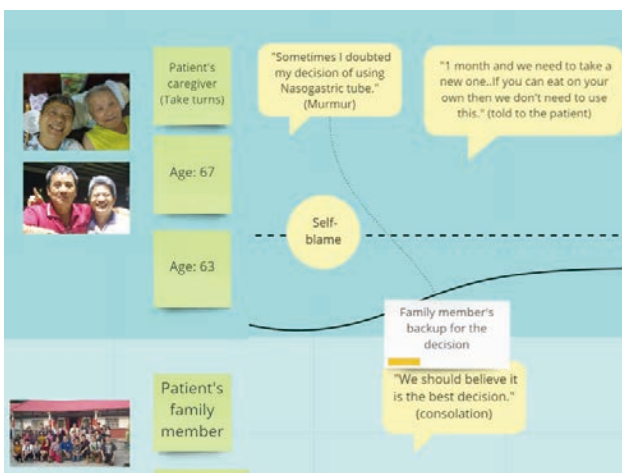 Patient's
caregiver
(Take turns)
"Sometimes I doubted
my decision of using
Nasogastric tube."
(Murmur)
"1 month and we need to take a
new one..If you can eat on your
own then we don't need to use
this." (told to the patient)
Age: 67
Self-
blame
Age: 63
Family member's
backup for the
decision
Patient's
family
member
"We should believe it
is the best decision."
(consolation)